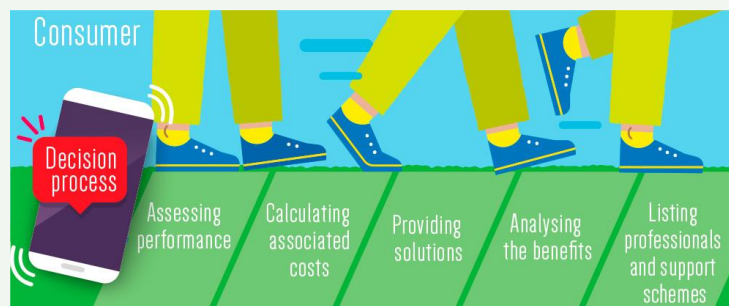 Consumer
Decision
process
Assessing
performance
Calculating
associated
costs
Providing
solutions
Analysing
the benefits
Listing
professionals
and support
schemes